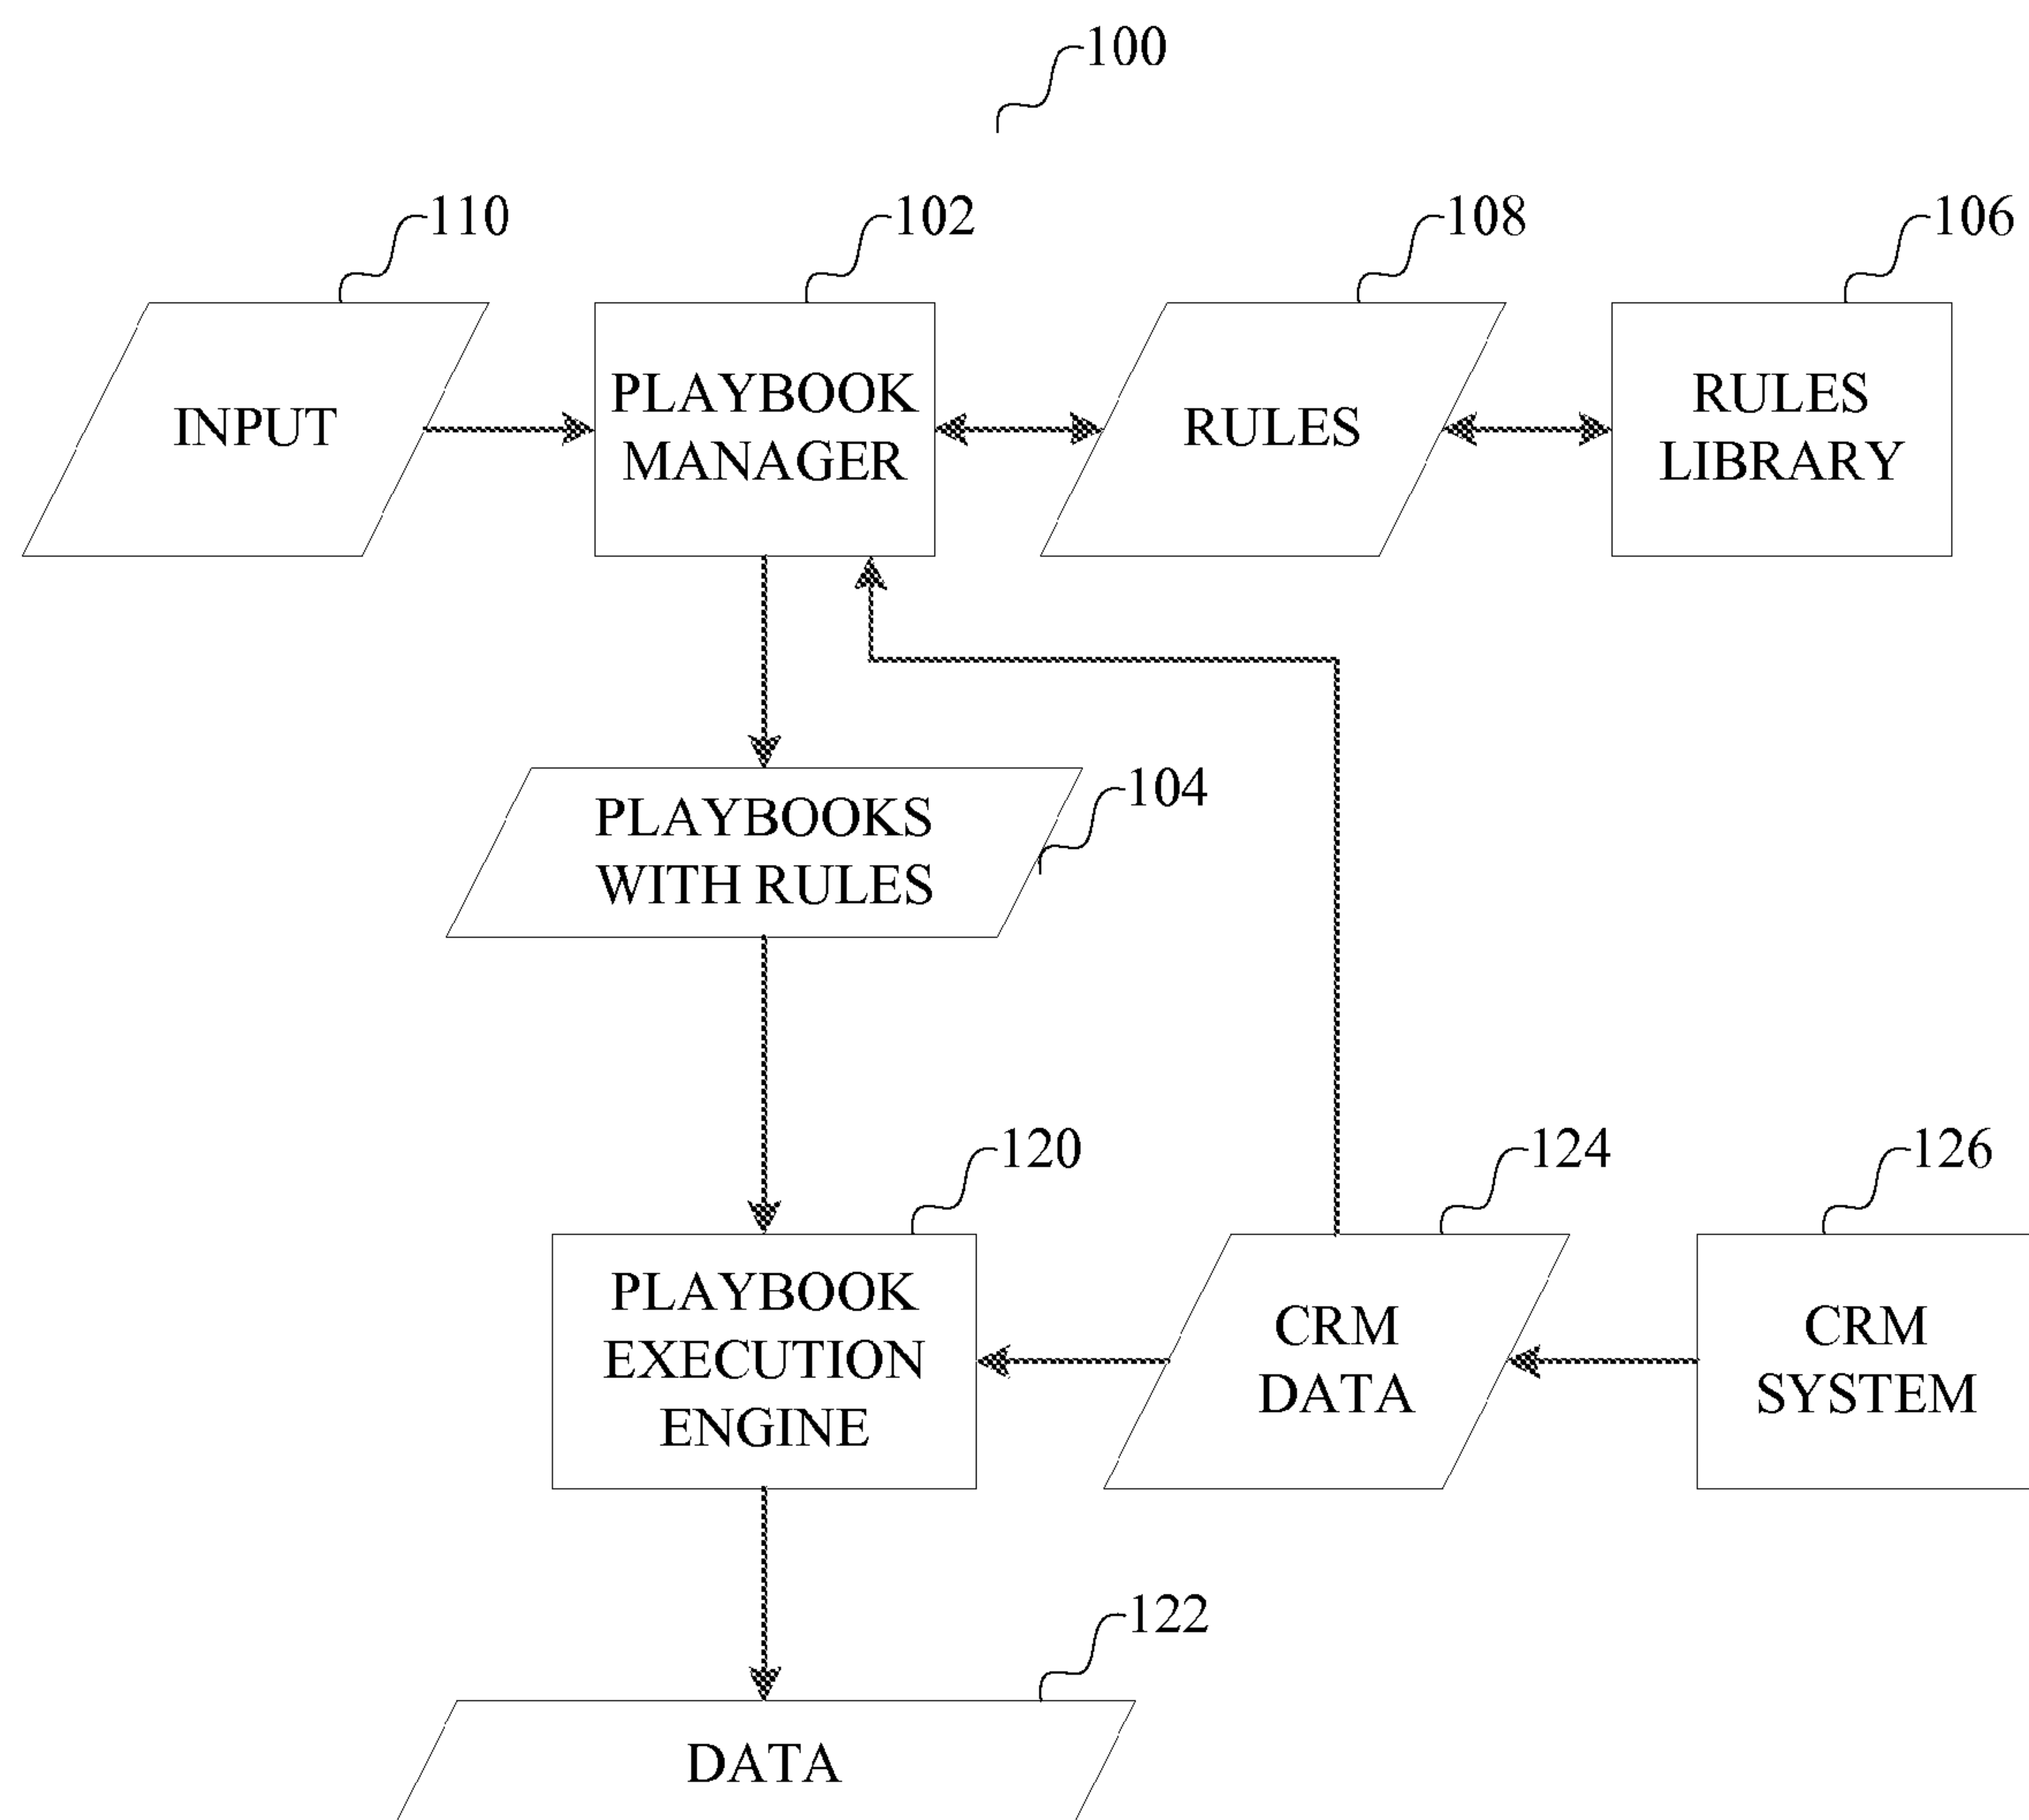 100
110
102
108
106
INPUT
PLAYBOOK
MANAGER
RULES
RULES
LIBRARY
PLAYBOOKS
WITH RULES
104
120
124
126
PLAYBOOK
EXECUTION
ENGINE
CRM
DATA
CRM
SYSTEM
122
DATA